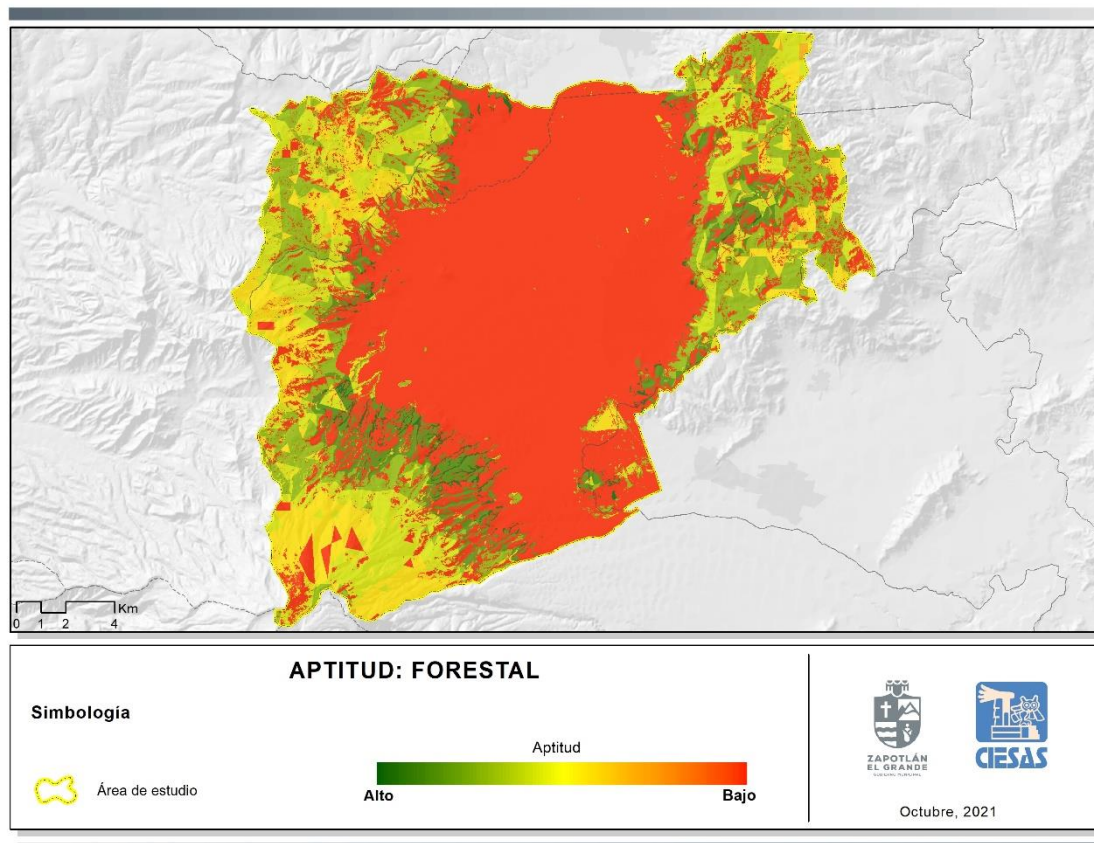 Km
0 1 2 4
APTITUD: FORESTAL
Simbología
Área de estudio
Aptitud
Alto
Bajo
ZAPOTLÁN
EL GRANDE
CIESAS
Octubre, 2021